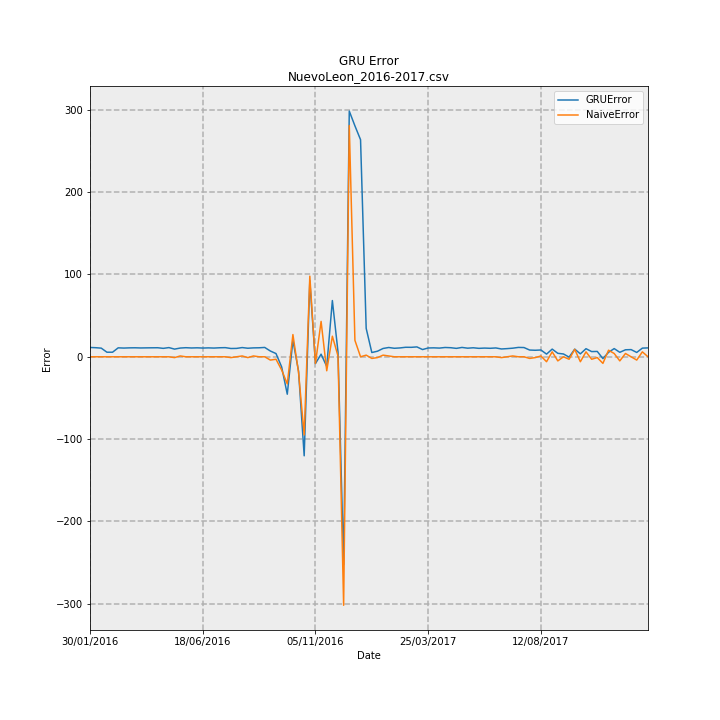 GRU Error
NuevoLeon_2016-2017.csv
GRUError
NaiveError
300
200
100
0
−100
−200
−300
Error
30/01/2016
18/06/2016
05/11/2016
25/03/2017
12/08/2017
Date